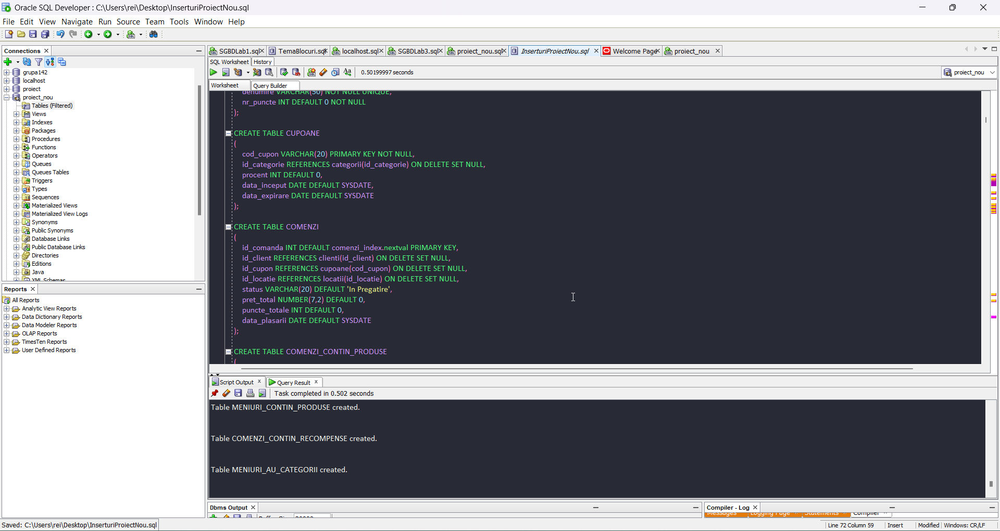 Oracle SQL Developer : C:\Users\rei\Desktop\InserturiProiectNou.sql
File Edit View Navigate Run Source Team Tools Window Help
Connections
grupa142
localhost
proiect
proiect_nou
Tables (Filtered)
Views
Indexes
Packages
Procedures
Functions
Operators
Queues
Queues Tables
Triggers
Types
Sequences
Materialized Views
Materialized View Logs
Synonyms
Public Synonyms
Database Links
Public Database Links
Directories
Editions
Java
XML Schemas
Reports
All Reports
Analytic View Reports
Data Dictionary Reports
Data Modeler Reports
OLAP Reports
TimesTen Reports
User Defined Reports
SGBDLab1.sql TemaBlocuri.sql localhost.sql SGBDLab3.sql proiect_nou.sql InserturiProiectNou.sql Welcome Page proiect_nou
SQL Worksheet History
0.50199997 seconds
proiect_nou
Worksheet Query Builder
denumire VARCHAR(50) NOT NULL UNIQUE,
nr_puncte INT DEFAULT 0 NOT NULL
);
CREATE TABLE CUPOANE
(
cod_cupon VARCHAR(20) PRIMARY KEY NOT NULL,
id_categorie REFERENCES categorii(id_categorie) ON DELETE SET NULL,
procent INT DEFAULT 0,
data_inceput DATE DEFAULT SYSDATE,
data_expirare DATE DEFAULT SYSDATE
);
CREATE TABLE COMENZI
(
id_comanda INT DEFAULT comenzi_index.nextval PRIMARY KEY,
id_client REFERENCES clienti(id_client) ON DELETE SET NULL,
id_cupon REFERENCES cupoane(cod_cupon) ON DELETE SET NULL,
id_locatie REFERENCES locatii(id_locatie) ON DELETE SET NULL,
status VARCHAR(20) DEFAULT 'In Pregatire',
pret_total NUMBER(7,2) DEFAULT 0,
puncte_totale INT DEFAULT 0,
data_plasarii DATE DEFAULT SYSDATE
);
CREATE TABLE COMENZI_CONTIN_PRODUSE
(
Script Output Query Result
Task completed in 0.502 seconds
Table MENIURI_CONTIN_PRODUSE created.
Table COMENZI_CONTIN_RECOMPENSE created.
Table MENIURI_AU_CATEGORII created.
Dbms Output
Compiler - Log
Messages Logging Page Statements Compiler
Saved: C:\Users\rei\Desktop\InserturiProiectNou.sql
Line 72 Column 59 Insert Modified Windows: CR/LF